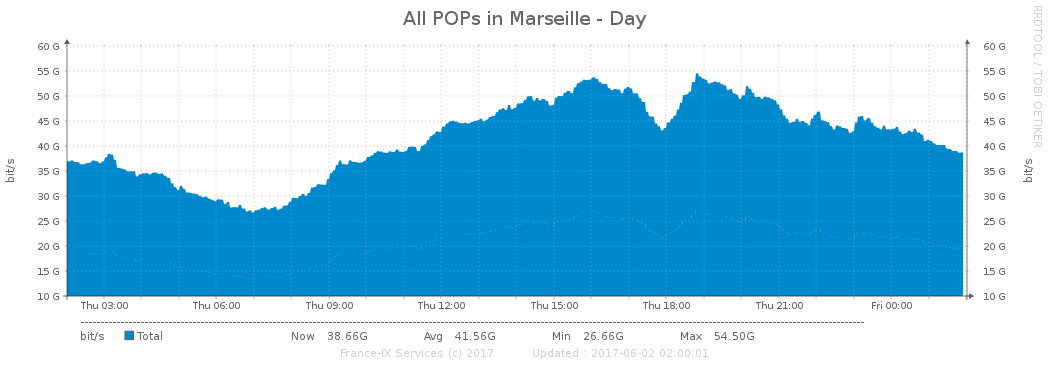 All POPs in Marseille - Day
RRDTOOL / TOBI OETIKER
60 G 60 G
55 G 55 G
50 G 50 G
45 G 45 G
40 G 40 G
35 G 35 G
30 G 30 G
25 G 25 G
20 G 20 G
15 G 15 G
10 G 10 G
bit/s
bit/s
Thu 03:00 Thu 06:00 Thu 09:00 Thu 12:00 Thu 15:00 Thu 18:00 Thu 21:00 Fri 00:00
bit/s Total Now 38.66G Avg 41.56G Min 26.66G Max 54.50G
France-IX Services (c) 2017 Updated : 2017-06-02 02:00:01